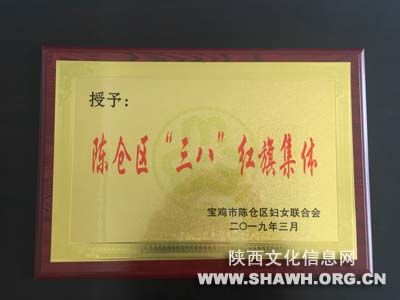 授予：
陈仓区“三八”红旗集体
宝鸡市陈仓区妇女联合会
二〇一九年三月
陕西文化信息网
WWW.SHAWH.ORG.CN